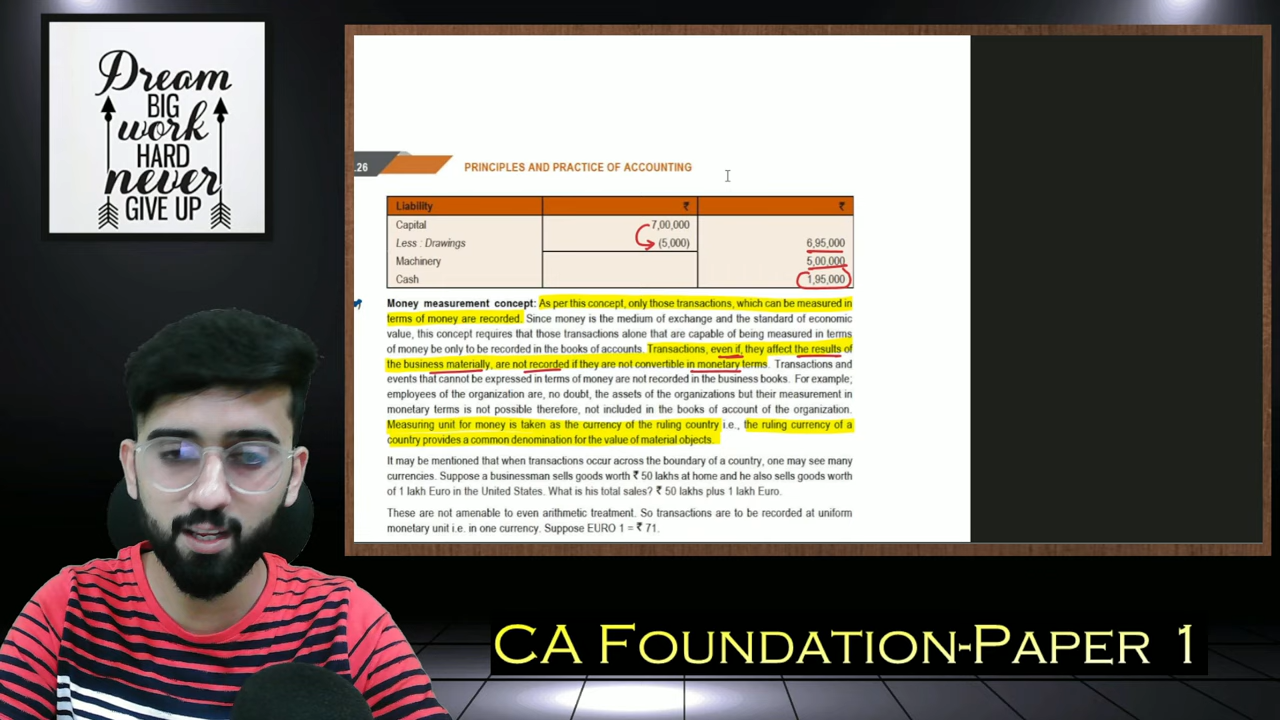 Dream
BIG
work
HARD
never
GIVE UP
.26
PRINCIPLES AND PRACTICE OF ACCOUNTING
Liability ₹ ₹
Capital 7,00,000
Less : Drawings (5,000) 6,95,000
Machinery 5,00,000
Cash 1,95,000
Money measurement concept: As per this concept, only those transactions, which can be measured in
terms of money are recorded. Since money is the medium of exchange and the standard of economic
value, this concept requires that those transactions alone that are capable of being measured in terms
of money be only to be recorded in the books of accounts. Transactions, even if, they affect the results of
the business materially, are not recorded if they are not convertible in monetary terms. Transactions and
events that cannot be expressed in terms of money are not recorded in the business books. For example;
employees of the organization are, no doubt, the assets of the organizations but their measurement in
monetary terms is not possible therefore, not included in the books of account of the organization.
Measuring unit for money is taken as the currency of the ruling country i.e., the ruling currency of a
country provides a common denomination for the value of material objects.
It may be mentioned that when transactions occur across the boundary of a country, one may see many
currencies. Suppose a businessman sells goods worth ₹ 50 lakhs at home and he also sells goods worth
of 1 lakh Euro in the United States. What is his total sales? ₹ 50 lakhs plus 1 lakh Euro.
These are not amenable to even arithmetic treatment. So transactions are to be recorded at uniform
monetary unit i.e. in one currency. Suppose EURO 1 = ₹ 71.
CA FOUNDATION-PAPER 1